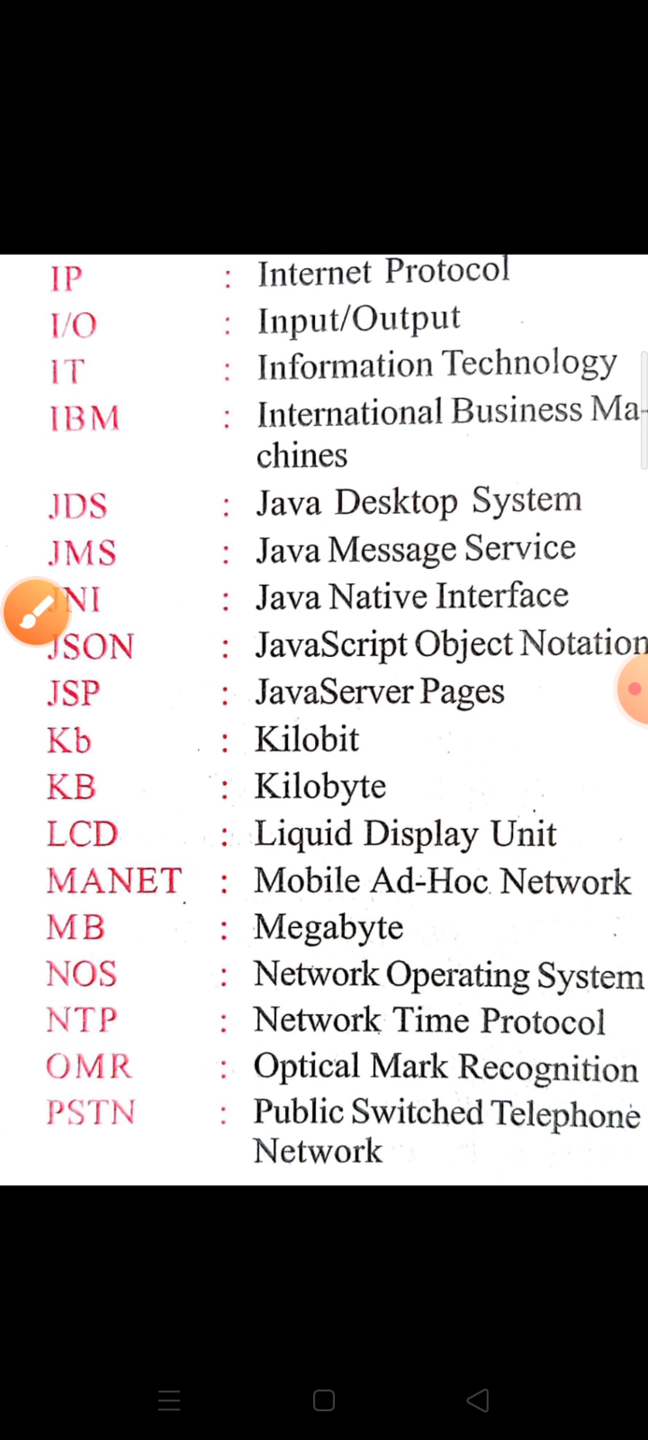 IP : Internet Protocol
I/O : Input/Output
IT : Information Technology
IBM : International Business Ma-
chines
JDS : Java Desktop System
JMS : Java Message Service
NI : Java Native Interface
JSON : JavaScript Object Notation
JSP : JavaServer Pages
Kb : Kilobit
KB : Kilobyte
LCD : Liquid Display Unit
MANET : Mobile Ad-Hoc Network
MB : Megabyte
NOS : Network Operating System
NTP : Network Time Protocol
OMR : Optical Mark Recognition
PSTN : Public Switched Telephone
Network